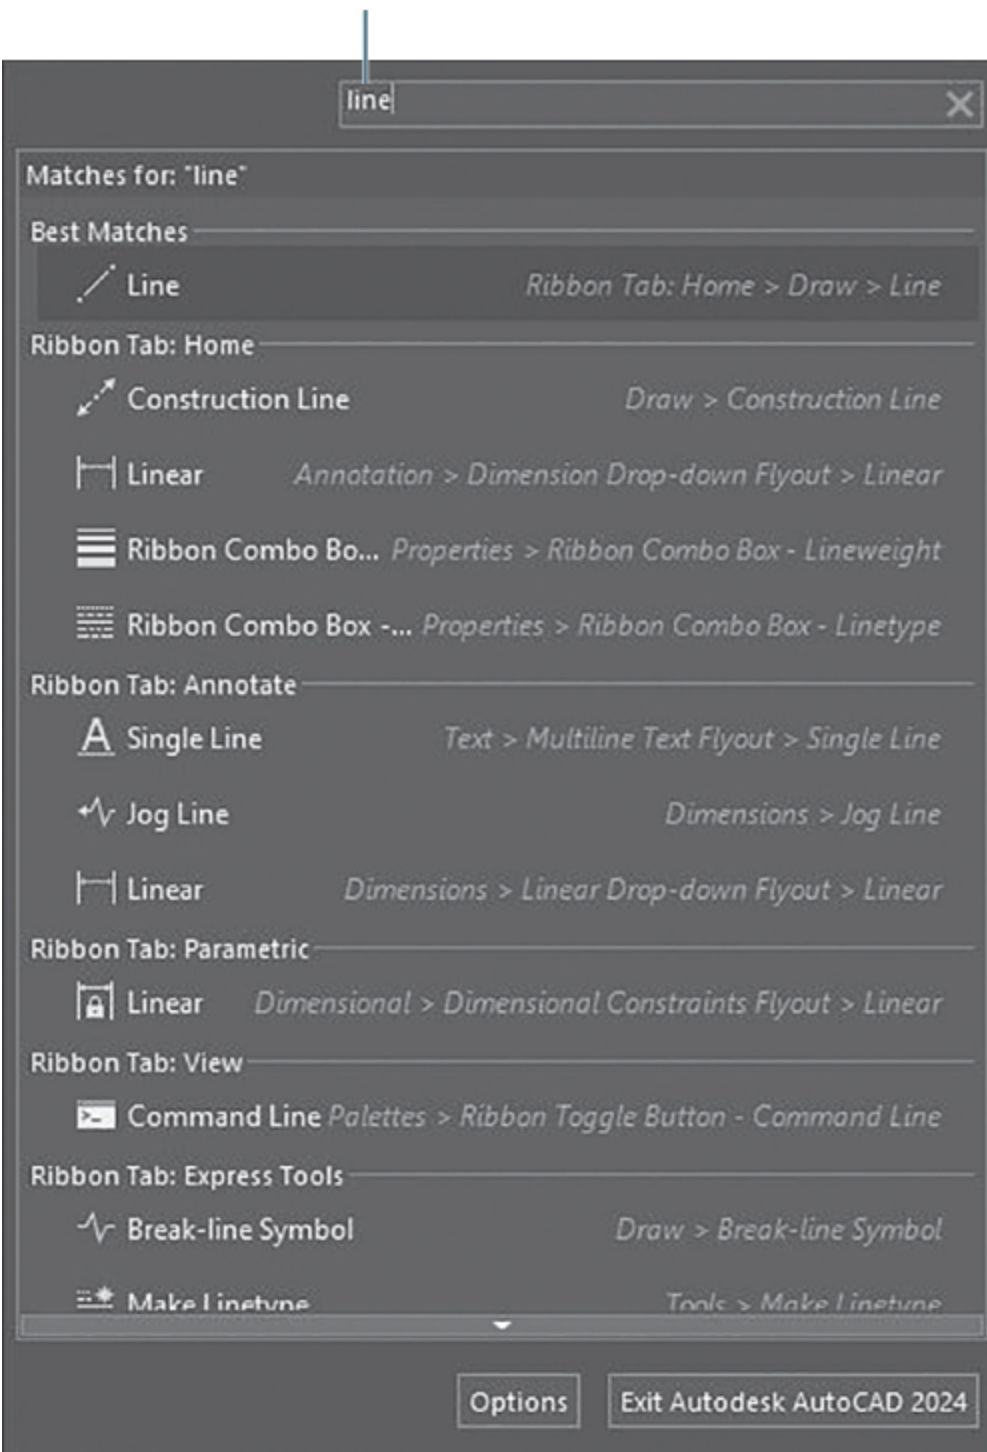 line
Matches for: "line"
Best Matches
Line Ribbon Tab: Home > Draw > Line
Ribbon Tab: Home
Construction Line Draw > Construction Line
Linear Annotation > Dimension Drop-down Flyout > Linear
Ribbon Combo Bo... Properties > Ribbon Combo Box - Lineweight
Ribbon Combo Box -... Properties > Ribbon Combo Box - Linetype
Ribbon Tab: Annotate
A Single Line Text > Multiline Text Flyout > Single Line
Jog Line Dimensions > Jog Line
Linear Dimensions > Linear Drop-down Flyout > Linear
Ribbon Tab: Parametric
Linear Dimensional > Dimensional Constraints Flyout > Linear
Ribbon Tab: View
Command Line Palettes > Ribbon Toggle Button - Command Line
Ribbon Tab: Express Tools
Break-line Symbol Draw > Break-line Symbol
Make Linetype Tools > Make Linetype
Options Exit Autodesk AutoCAD 2024